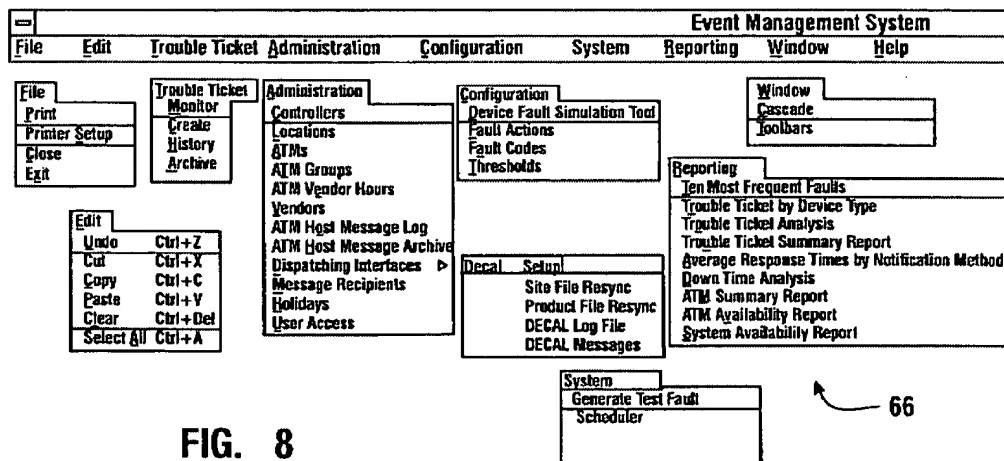 Event Management System
File Edit Trouble Ticket Administration Configuration System Reporting Window Help
File
Print
Printer Setup
Close
Exit
Trouble Ticket
Monitor
Create
History
Archive
Administration
Controllers
Locations
ATMs
ATM Groups
ATM Vendor Hours
Vendors
ATM Host Message Log
ATM Host Message Archive
Dispatching Interfaces
Message Recipients
Holidays
User Access
Configuration
Device Fault Simulation Tool
Fault Actions
Fault Codes
Thresholds
Window
Cascade
Toolbars
Reporting
Ten Most Frequent Faults
Trouble Ticket by Device Type
Trouble Ticket Analysis
Trouble Ticket Summary Report
Average Response Times by Notification Method
Down Time Analysis
ATM Summary Report
ATM Availability Report
System Availability Report
Edit
Undo Ctrl+Z
Cut Ctrl+X
Copy Ctrl+C
Paste Ctrl+V
Clear Ctrl+Del
Select All Ctrl+A
Decal Setup
Site File Resync
Product File Resync
DECAL Log File
DECAL Messages
System
Generate Test Fault
Scheduler
66
FIG. 8